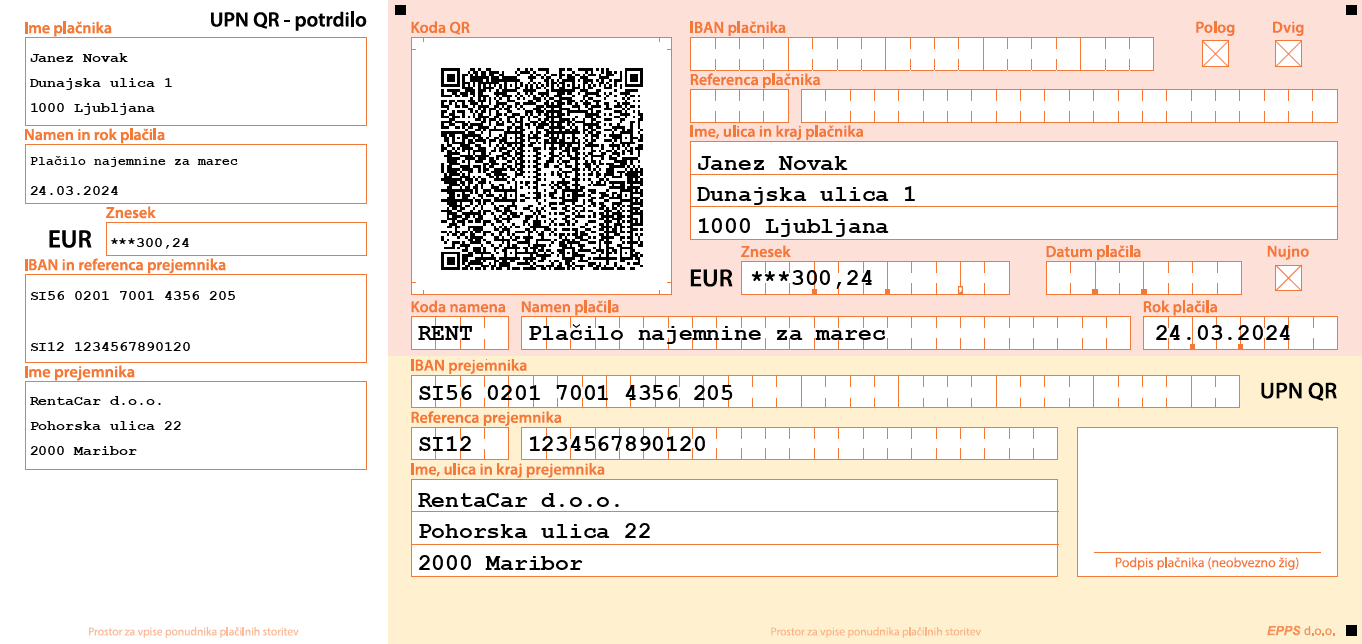 UPN QR - potrdilo
Ime plačnika
Janez Novak
Dunajska ulica 1
1000 Ljubljana
Namen in rok plačila
Plačilo najemnine za marec
24.03.2024
Znesek
EUR ***300,24
IBAN in referenca prejemnika
SI56 0201 7001 4356 205
SI12 1234567890120
Ime prejemnika
RentaCar d.o.o.
Pohorska ulica 22
2000 Maribor
Prostor za vpise ponudnika plačilnih storitev
Koda QR
IBAN plačnika
Polog
Dvig
Referenca plačnika
Ime, ulica in kraj plačnika
Janez Novak
Dunajska ulica 1
1000 Ljubljana
Znesek
Datum plačila
Nujno
EUR ***300,24
Koda namena
Namen plačila
Rok plačila
RENT
Plačilo najemnine za marec
24.03.2024
IBAN prejemnika
SI56 0201 7001 4356 205
UPN QR
Referenca prejemnika
SI12 1234567890120
Ime, ulica in kraj prejemnika
RentaCar d.o.o.
Pohorska ulica 22
2000 Maribor
Podpis plačnika (neobvezno žig)
Prostor za vpise ponudnika plačilnih storitev
EPPS d.o.o.